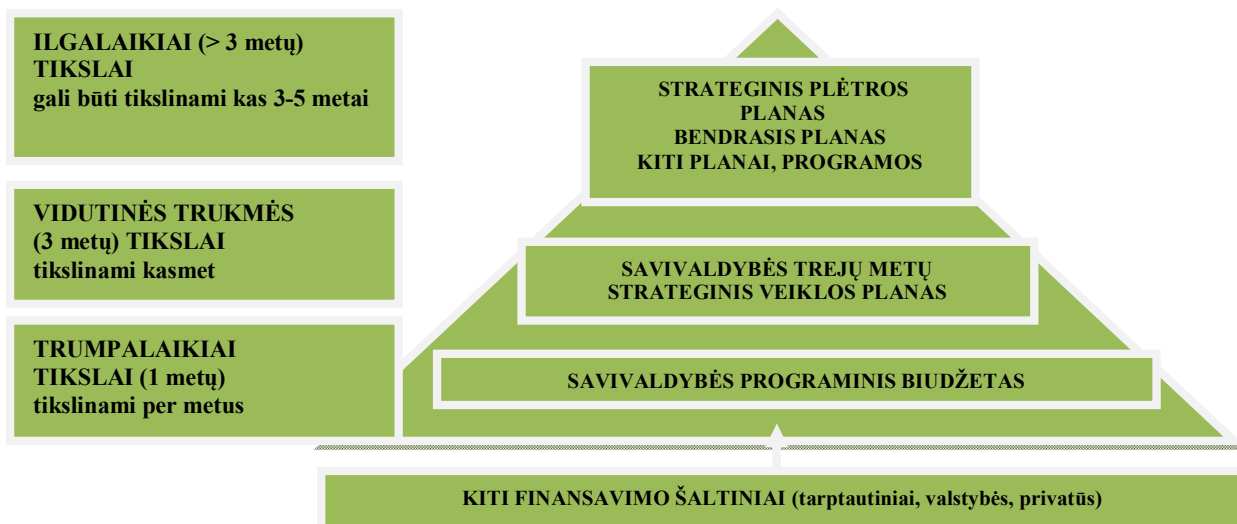 ILGALAIKIAI (> 3 metų)
TIKSLAI
gali būti tikslinami kas 3-5 metai
STRATEGINIS PLĖTROS
PLANAS
BENDRASIS PLANAS
KITI PLANAI, PROGRAMOS
VIDUTINĖS TRUKMĖS
(3 metų) TIKSLAI
tikslinami kasmet
SAVIVALDYBĖS TREJŲ METŲ
STRATEGINIS VEIKLOS PLANAS
TRUMPALAIKIAI
TIKSLAI (1 metų)
tikslinami per metus
SAVIVALDYBĖS PROGRAMINIS BIUDŽETAS
KITI FINANSAVIMO ŠALTINIAI (tarptautiniai, valstybės, privatūs)